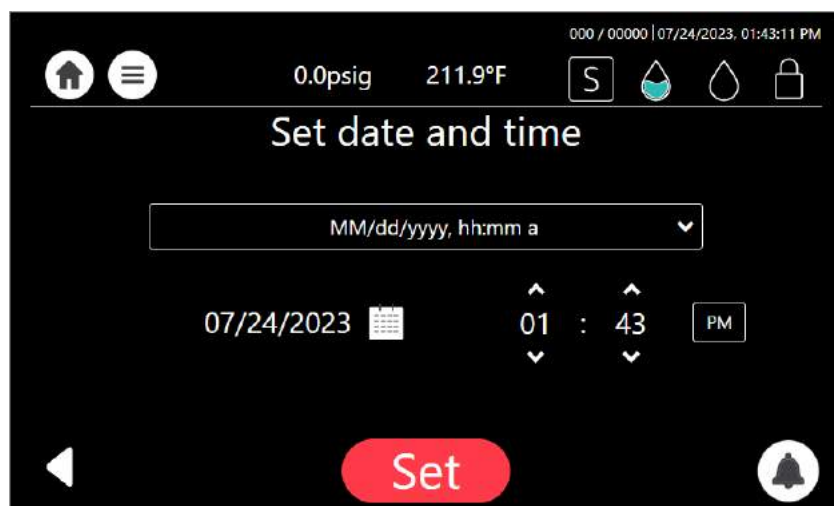 000 / 00000 | 07/24/2023, 01:43:11 PM
0.0psig 211.9°F S
Set date and time
MM/dd/yyyy, hh:mm a
07/24/2023 01 : 43 PM
Set